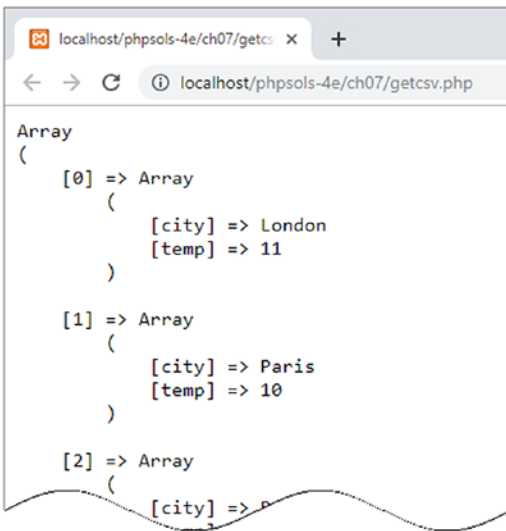 localhost/phpsols-4e/ch07/getcs
localhost/phpsols-4e/ch07/getcsv.php
Array
(
[0] => Array
(
[city] => London
[temp] => 11
)
[1] => Array
(
[city] => Paris
[temp] => 10
)
[2] => Array
(
[city] =>